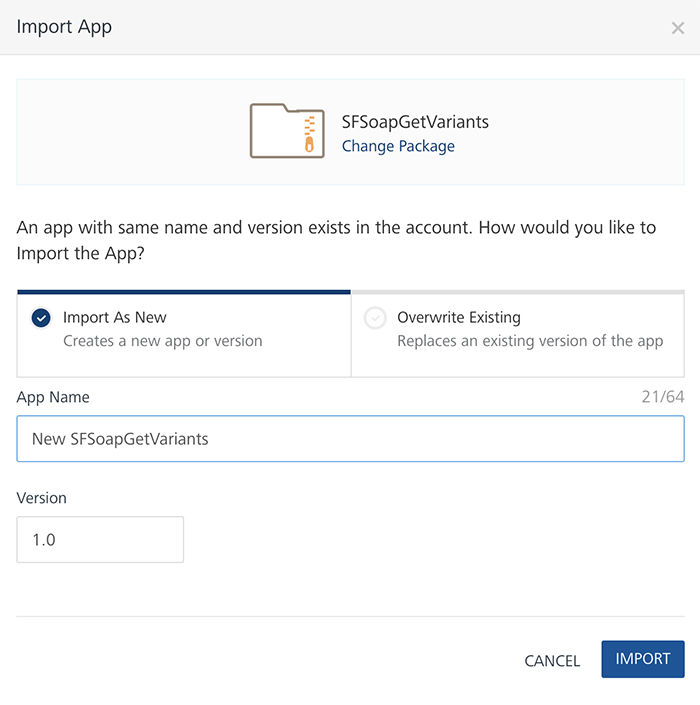 Import App
SFSoapGetVariants
Change Package
An app with same name and version exists in the account. How would you like to
Import the App?
Import As New
Creates a new app or version
Overwrite Existing
Replaces an existing version of the app
App Name
21/64
New SFSoapGetVariants
Version
1.0
CANCEL
IMPORT